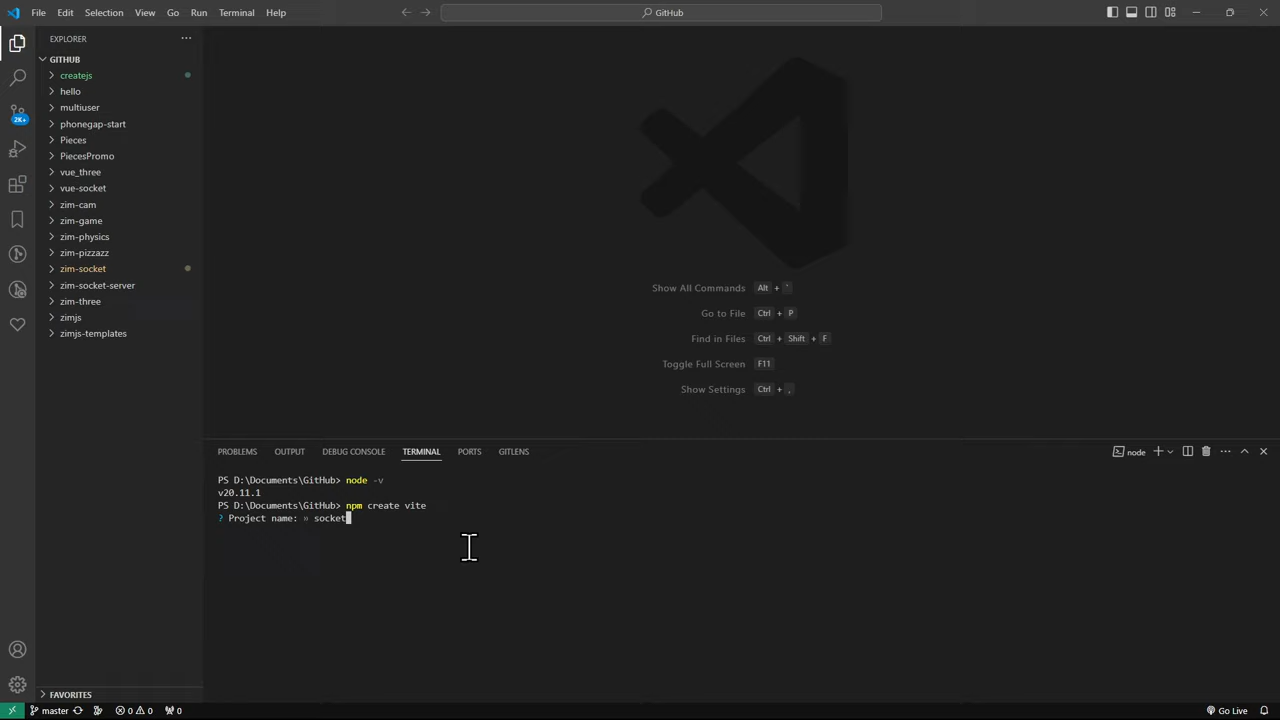 File Edit Selection View Go Run Terminal Help
GitHub
EXPLORER
GITHUB
createjs
hello
multiuser
phonegap-start
Pieces
PiecesPromo
vue_three
vue-socket
zim-cam
zim-game
zim-physics
zim-pizzazz
zim-socket
zim-socket-server
zim-three
zimjs
zimjs-templates
2K+
Show All Commands Alt + `
Go to File Ctrl + P
Find in Files Ctrl + Shift + F
Toggle Full Screen F11
Show Settings Ctrl + ,
PROBLEMS OUTPUT DEBUG CONSOLE TERMINAL PORTS GITLENS
node
PS D:\Documents\GitHub> node -v
v20.11.1
PS D:\Documents\GitHub> npm create vite
? Project name: » socket
FAVORITES
master 0 0 0 Go Live